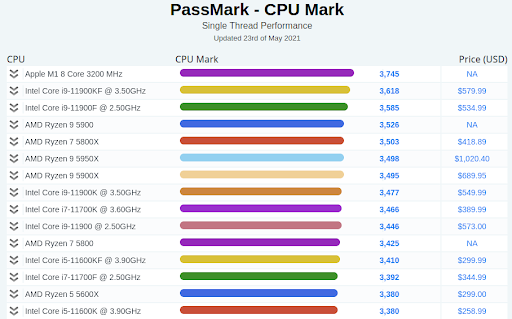 PassMark - CPU Mark
Single Thread Performance
Updated 23rd of May 2021
CPU CPU Mark Price (USD)
Apple M1 8 Core 3200 MHz 3,745 NA
Intel Core i9-11900KF @ 3.50GHz 3,618 $579.99
Intel Core i9-11900F @ 2.50GHz 3,585 $534.99
AMD Ryzen 9 5900 3,526 NA
AMD Ryzen 7 5800X 3,503 $418.89
AMD Ryzen 9 5950X 3,498 $1,020.40
AMD Ryzen 9 5900X 3,495 $689.95
Intel Core i9-11900K @ 3.50GHz 3,477 $549.99
Intel Core i7-11700K @ 3.60GHz 3,466 $389.99
Intel Core i9-11900 @ 2.50GHz 3,446 $573.00
AMD Ryzen 7 5800 3,425 NA
Intel Core i5-11600KF @ 3.90GHz 3,410 $299.99
Intel Core i7-11700F @ 2.50GHz 3,392 $344.99
AMD Ryzen 5 5600X 3,380 $299.00
Intel Core i5-11600K @ 3.90GHz 3,380 $258.99